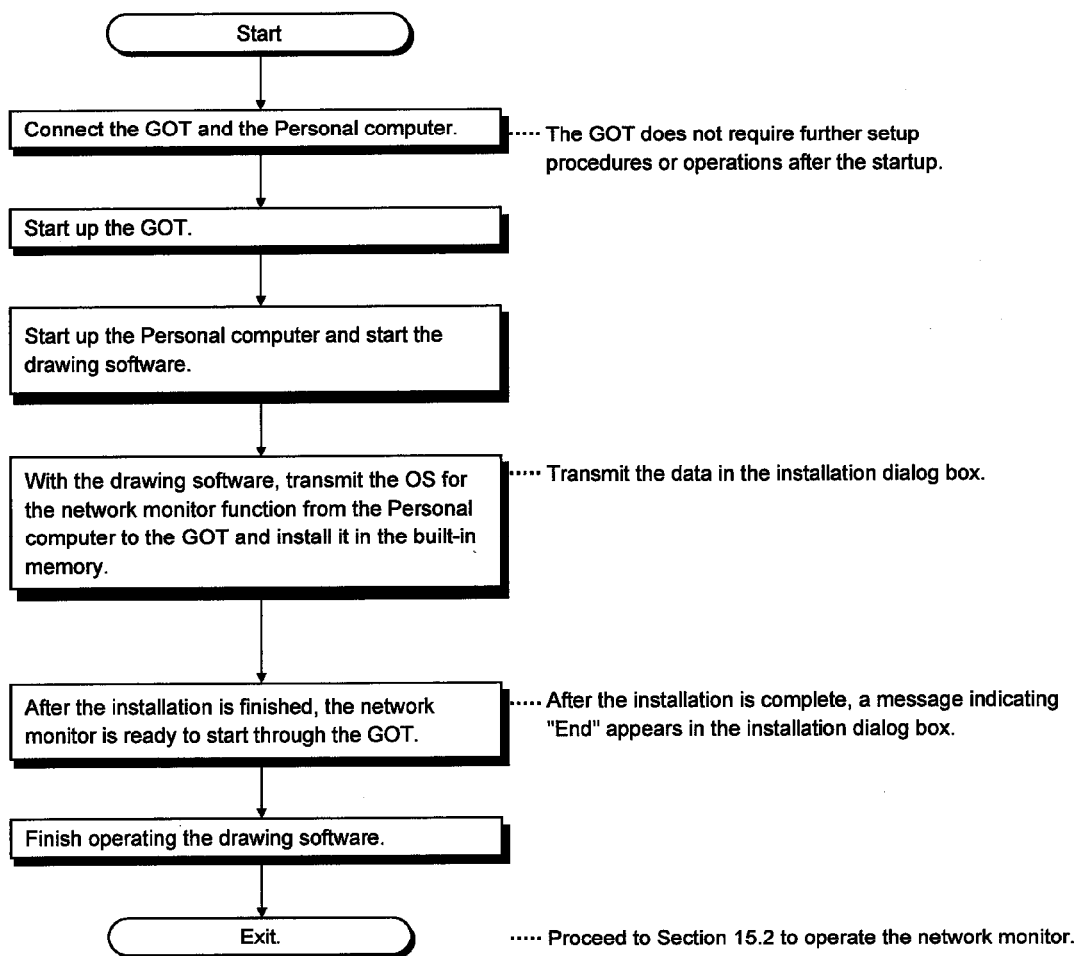 Start
Connect the GOT and the Personal computer.
····· The GOT does not require further setup
procedures or operations after the startup.
Start up the GOT.
Start up the Personal computer and start the
drawing software.
With the drawing software, transmit the OS for
the network monitor function from the Personal
computer to the GOT and install it in the built-in
memory.
····· Transmit the data in the installation dialog box.
After the installation is finished, the network
monitor is ready to start through the GOT.
····· After the installation is complete, a message indicating
"End" appears in the installation dialog box.
Finish operating the drawing software.
Exit.
····· Proceed to Section 15.2 to operate the network monitor.